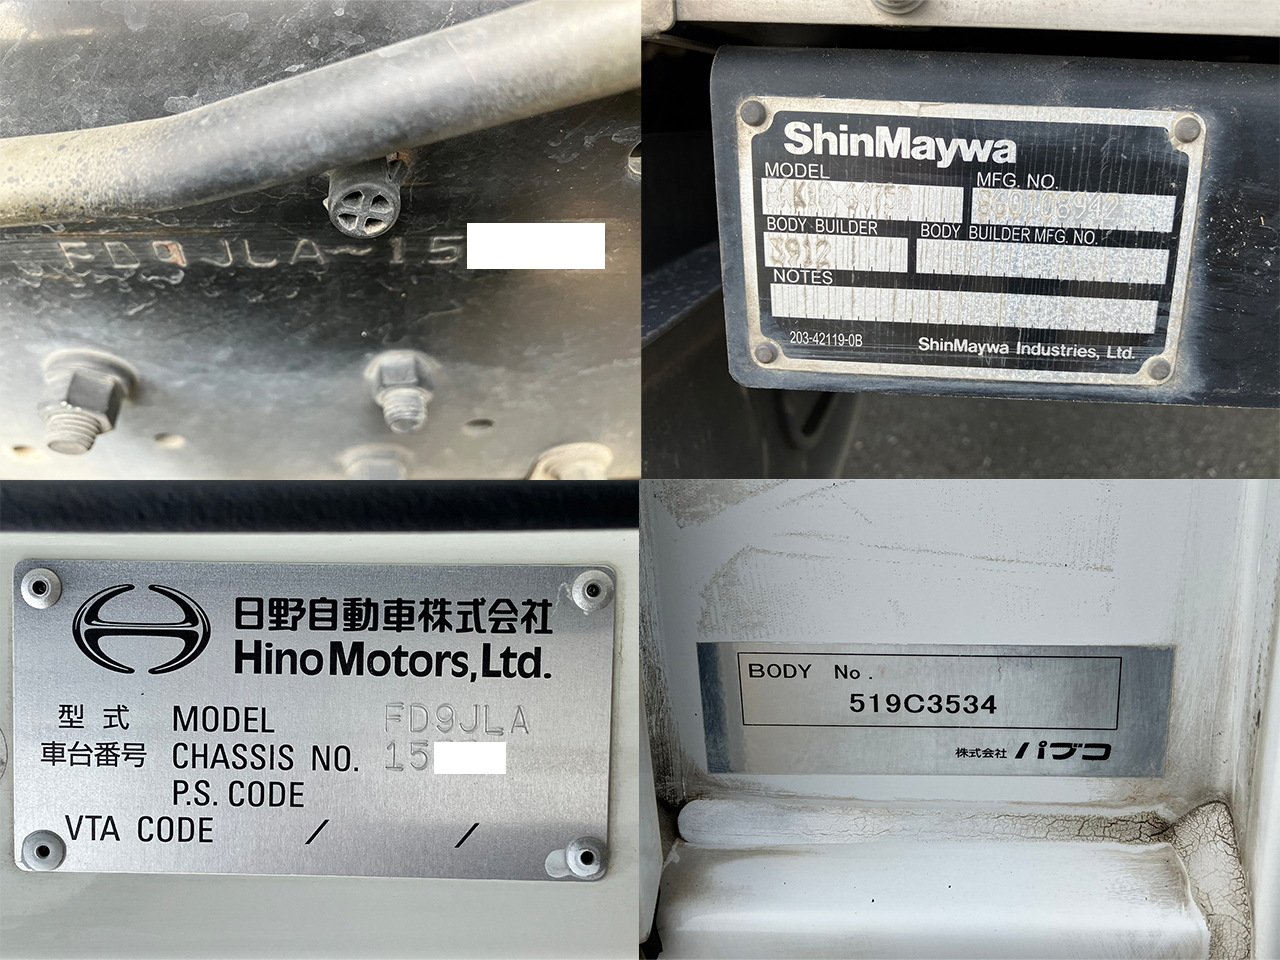 FD9JLA-15
ShinMaywa
MODEL
MFG. NO.
BODY BUILDER
BODY BUILDER MFG. NO.
3912
NOTES
203-42119-0B
ShinMaywa Industries, Ltd.
日野自動車株式会社
Hino Motors, Ltd.
型式 MODEL FD9JLA
車台番号 CHASSIS NO. 15
P.S. CODE
VTA CODE / /
BODY No.
519C3534
株式会社 パブコ